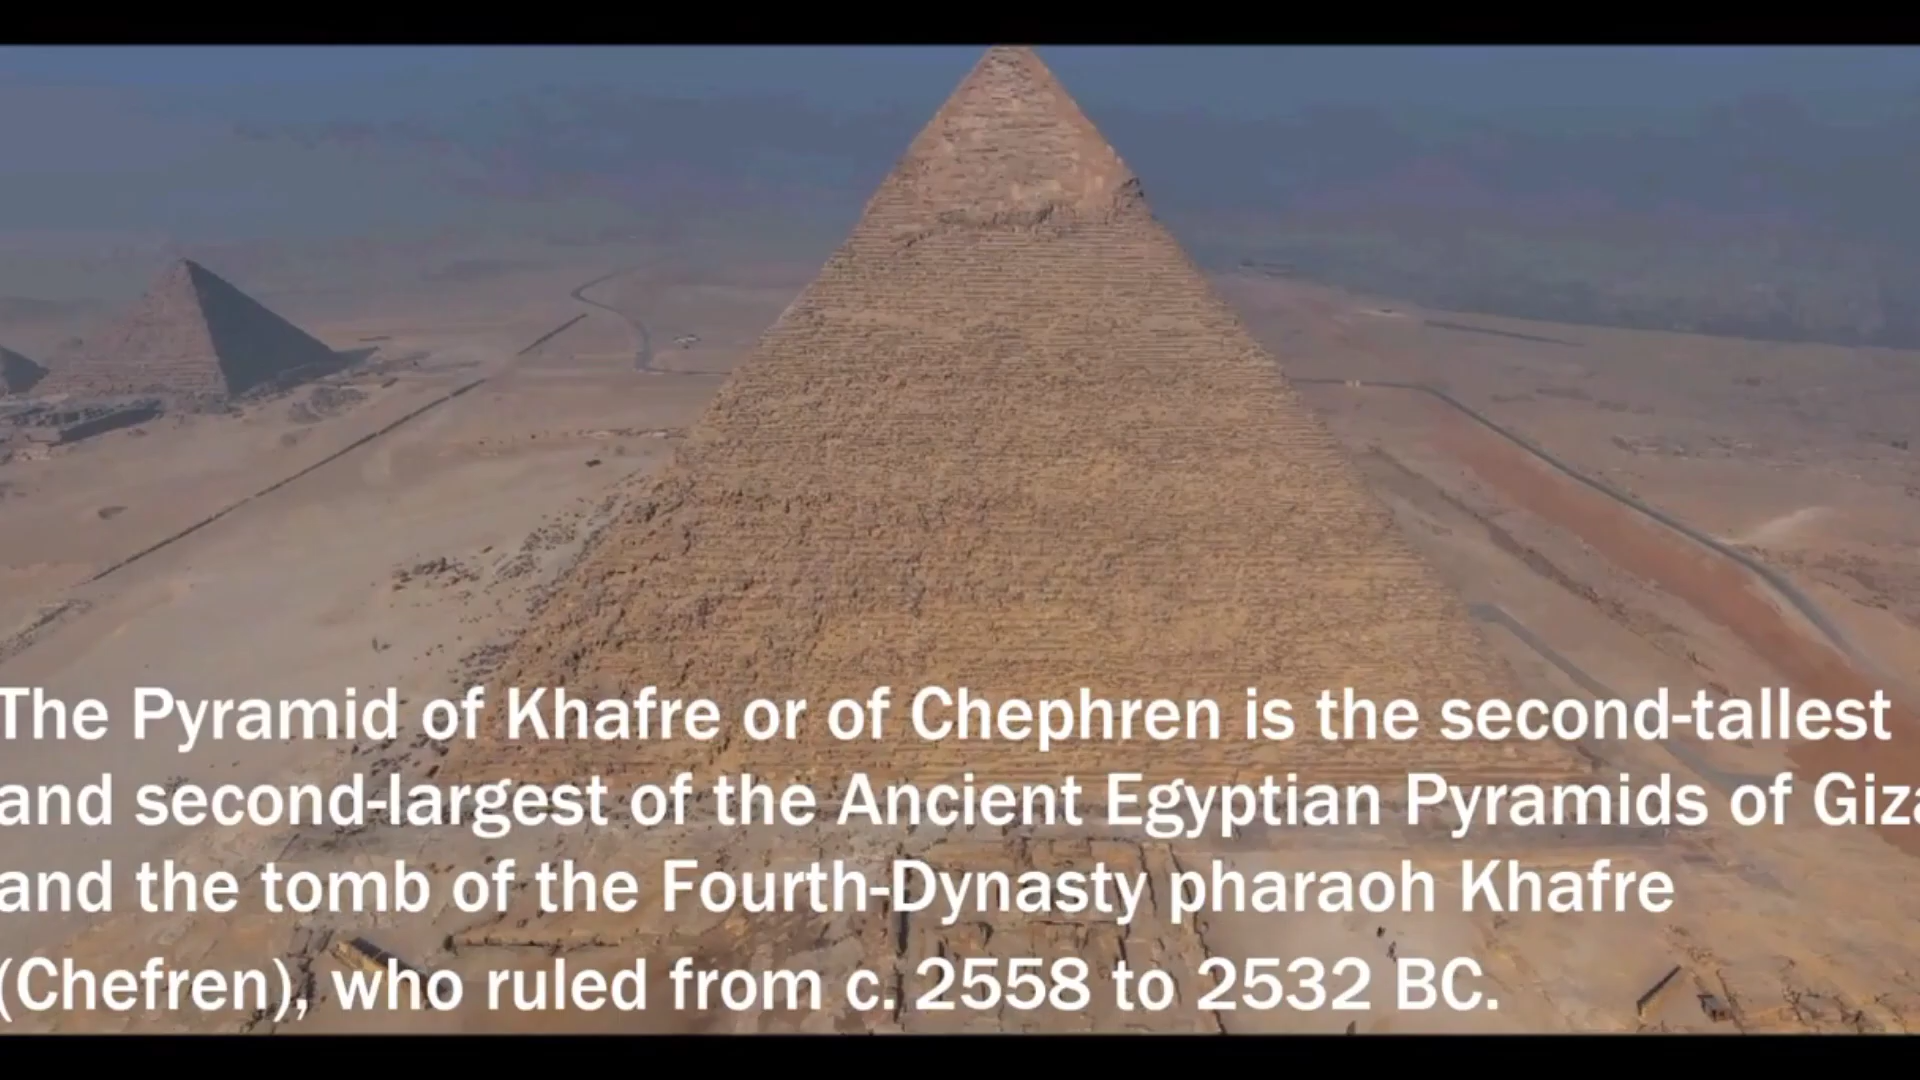 The Pyramid of Khafre or of Chephren is the second-tallest
and second-largest of the Ancient Egyptian Pyramids of Giza
and the tomb of the Fourth-Dynasty pharaoh Khafre
(Chefren), who ruled from c. 2558 to 2532 BC.